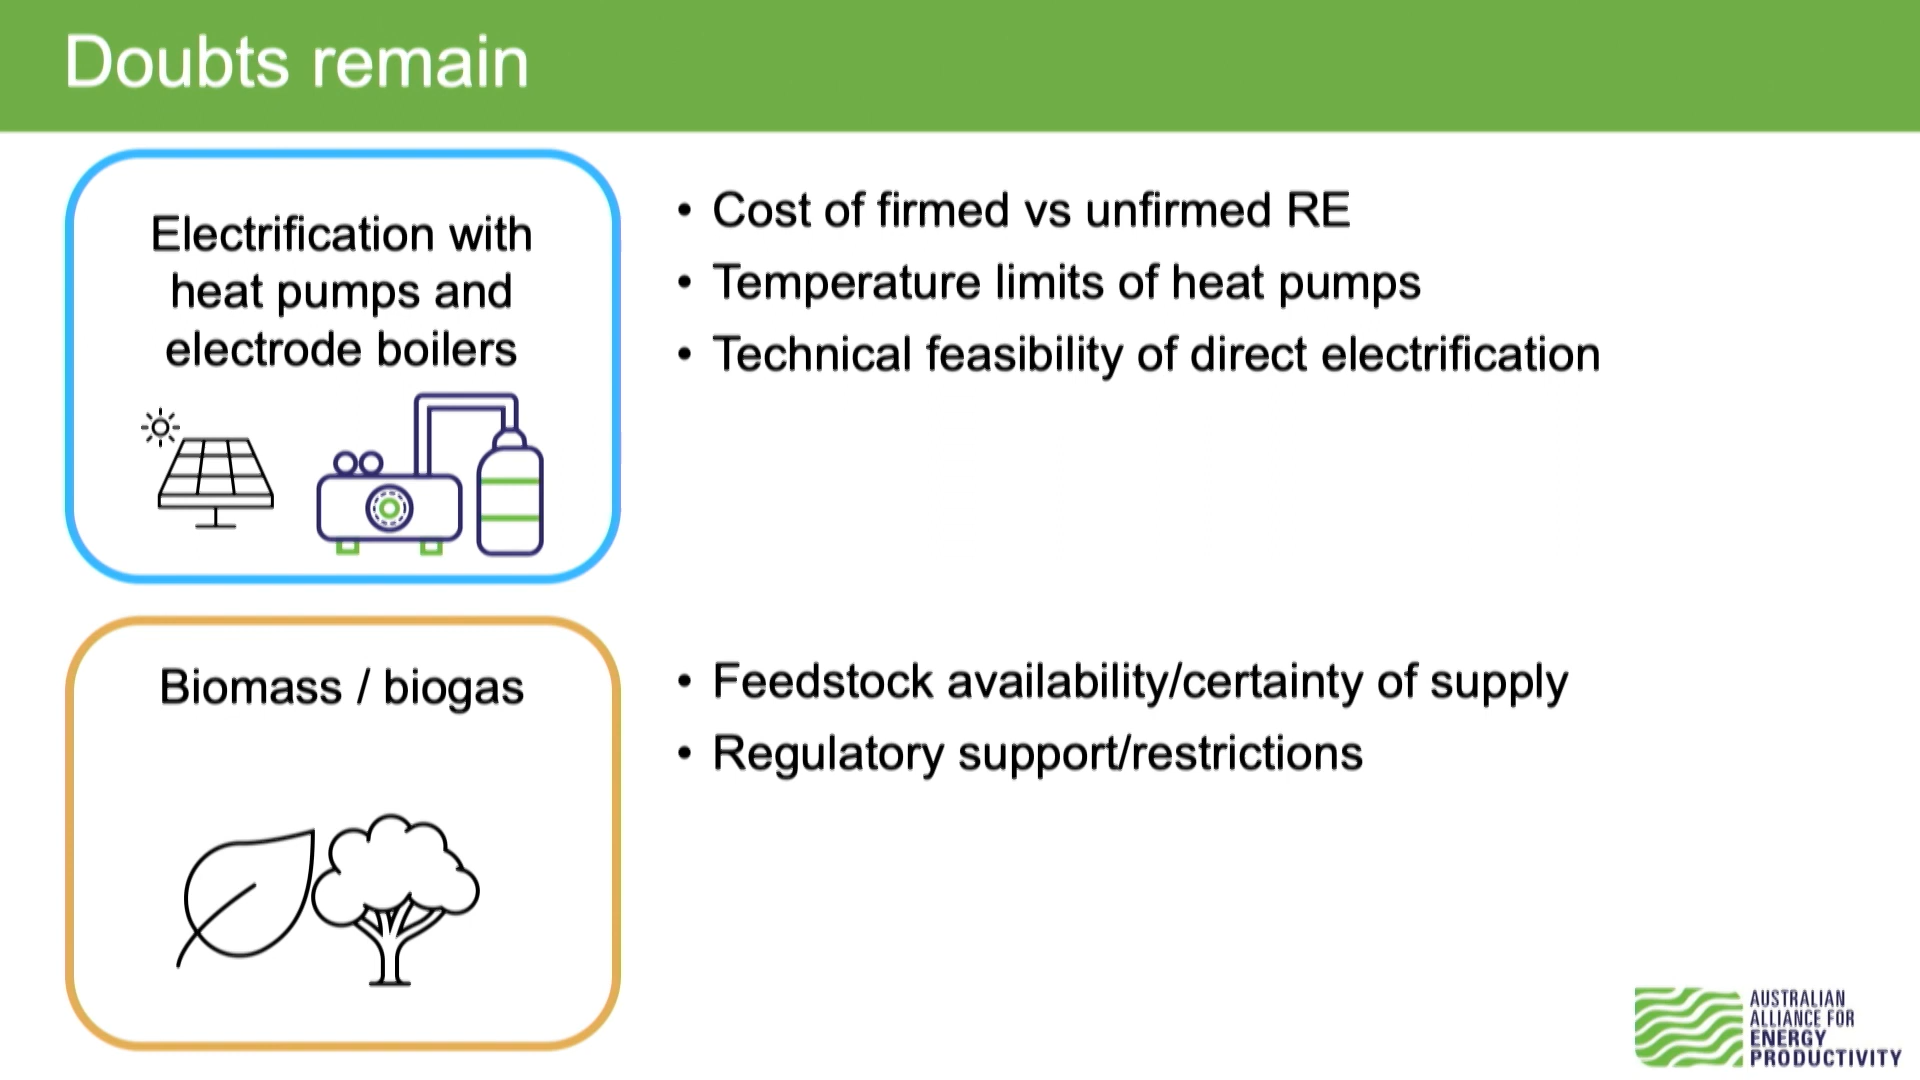 Doubts remain
Electrification with
heat pumps and
electrode boilers
• Cost of firmed vs unfirmed RE
• Temperature limits of heat pumps
• Technical feasibility of direct electrification
Biomass / biogas
• Feedstock availability/certainty of supply
• Regulatory support/restrictions
AUSTRALIAN
ALLIANCE FOR
ENERGY
PRODUCTIVITY